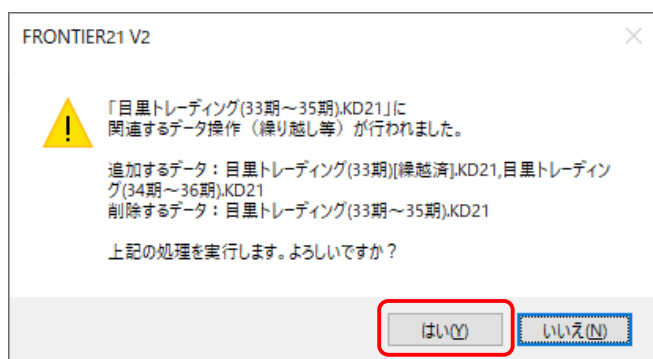 FRONTIER21 V2
「目黒トレーディング(33期～35期).KD21」に
関連するデータ操作（繰り越し等）が行われました。
追加するデータ：目黒トレーディング(33期)[繰越済].KD21,目黒トレーディン
グ(34期～36期).KD21
削除するデータ：目黒トレーディング(33期～35期).KD21
上記の処理を実行します。よろしいですか？
はい(Y)
いいえ(N)